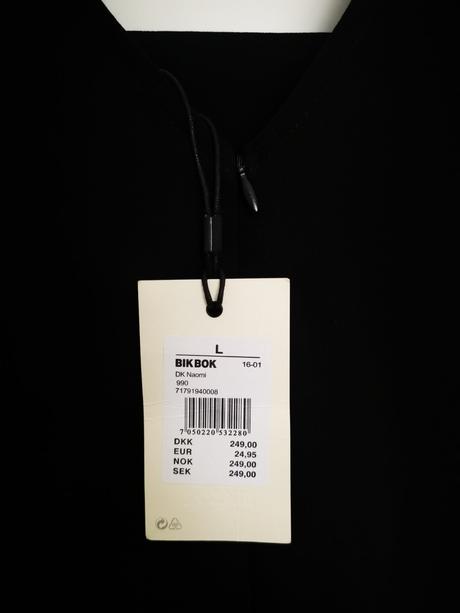 L
BIKBOK 16-01
DK Naomi
990
71791940008
7 050220 532280
DKK 249,00
EUR 24,95
NOK 249,00
SEK 249,00